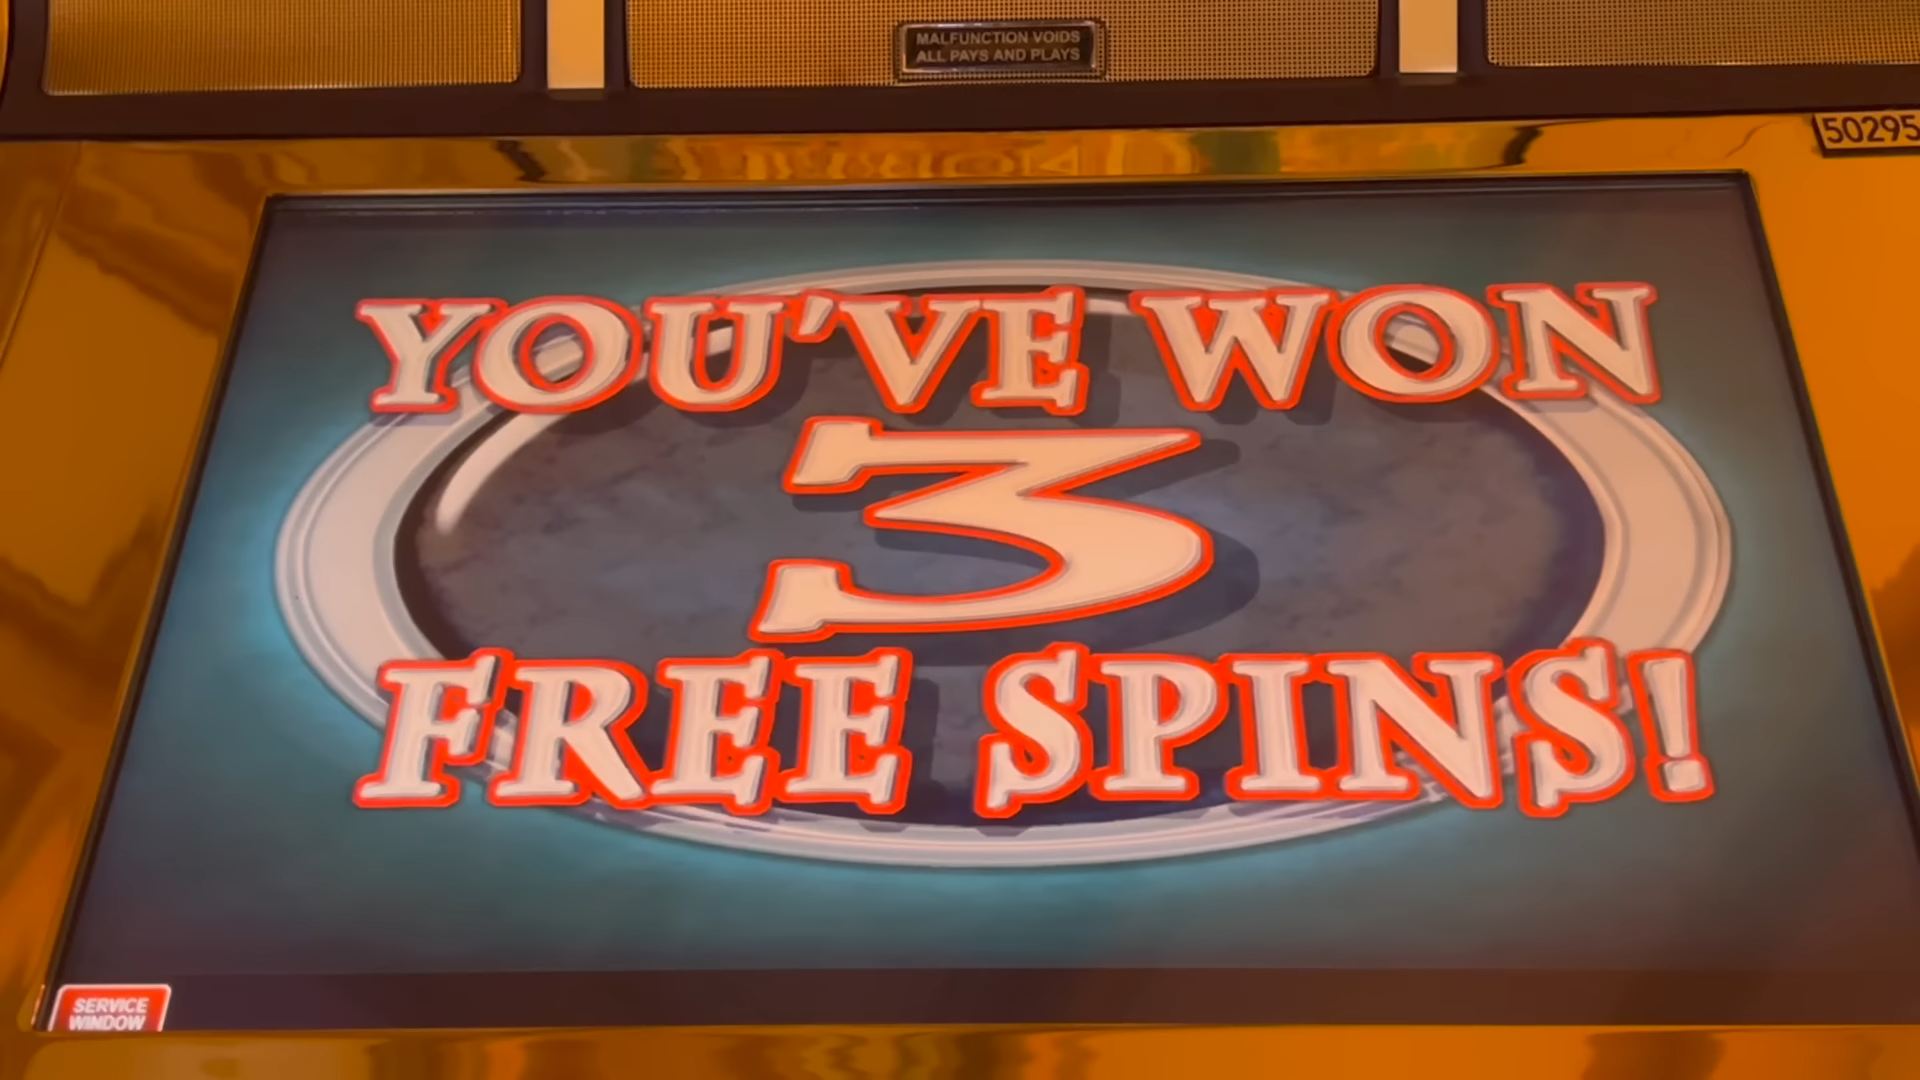 MALFUNCTION VOIDS
ALL PAYS AND PLAYS
50295
YOU'VE WON
3
FREE SPINS!
SERVICE
WINDOW